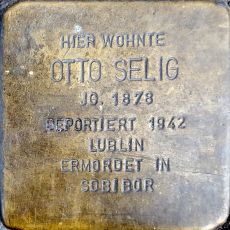 HIER WOHNTE
OTTO SELIG
JG. 1878
DEPORTIERT 1942
LUBLIN
ERMORDET IN
SOBIBOR